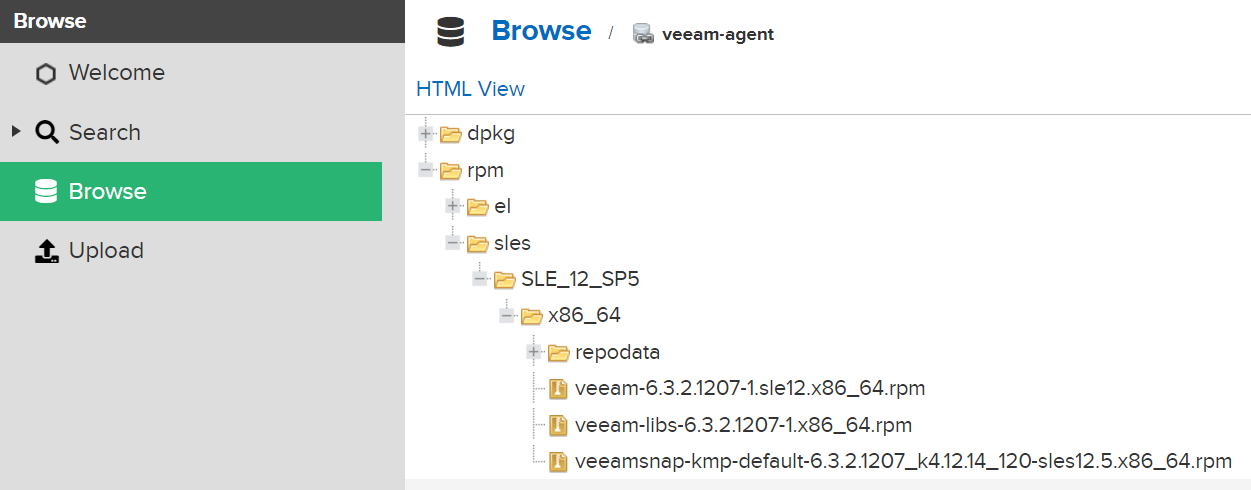 Browse
Browse / veeam-agent
Welcome
HTML View
Search
Browse
Upload
dpkg
rpm
el
sles
SLE_12_SP5
x86_64
repodata
veeam-6.3.2.1207-1.sle12.x86_64.rpm
veeam-libs-6.3.2.1207-1.x86_64.rpm
veeamsnap-kmp-default-6.3.2.1207_k4.12.14_120-sles12.5.x86_64.rpm